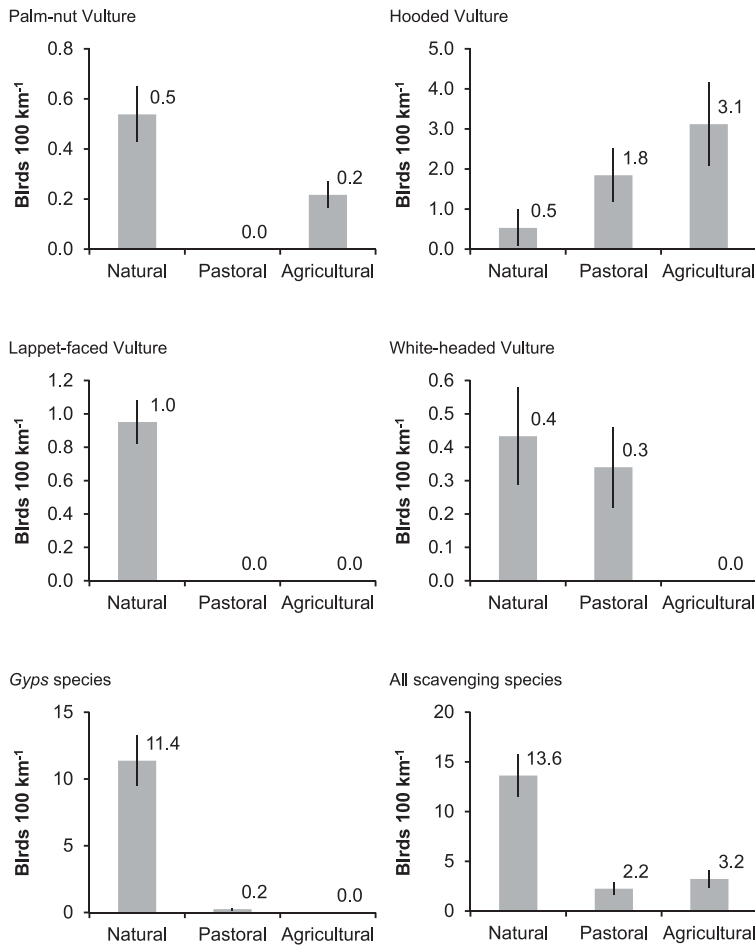 Palm-nut Vulture
BIrds 100 km⁻¹
0.8
0.6
0.4
0.2
0.0
0.5
0.0
0.2
Natural Pastoral Agricultural
Hooded Vulture
BIrds 100 km⁻¹
5.0
4.0
3.0
2.0
1.0
0.0
0.5
1.8
3.1
Natural Pastoral Agricultural
Lappet-faced Vulture
BIrds 100 km⁻¹
1.2
1.0
0.8
0.6
0.4
0.2
0.0
1.0
0.0
0.0
Natural Pastoral Agricultural
White-headed Vulture
BIrds 100 km⁻¹
0.6
0.5
0.4
0.3
0.2
0.1
0.0
0.4
0.3
0.0
Natural Pastoral Agricultural
Gyps species
BIrds 100 km⁻¹
15
10
5
0
11.4
0.2
0.0
Natural Pastoral Agricultural
All scavenging species
BIrds 100 km⁻¹
20
15
10
5
0
13.6
2.2
3.2
Natural Pastoral Agricultural